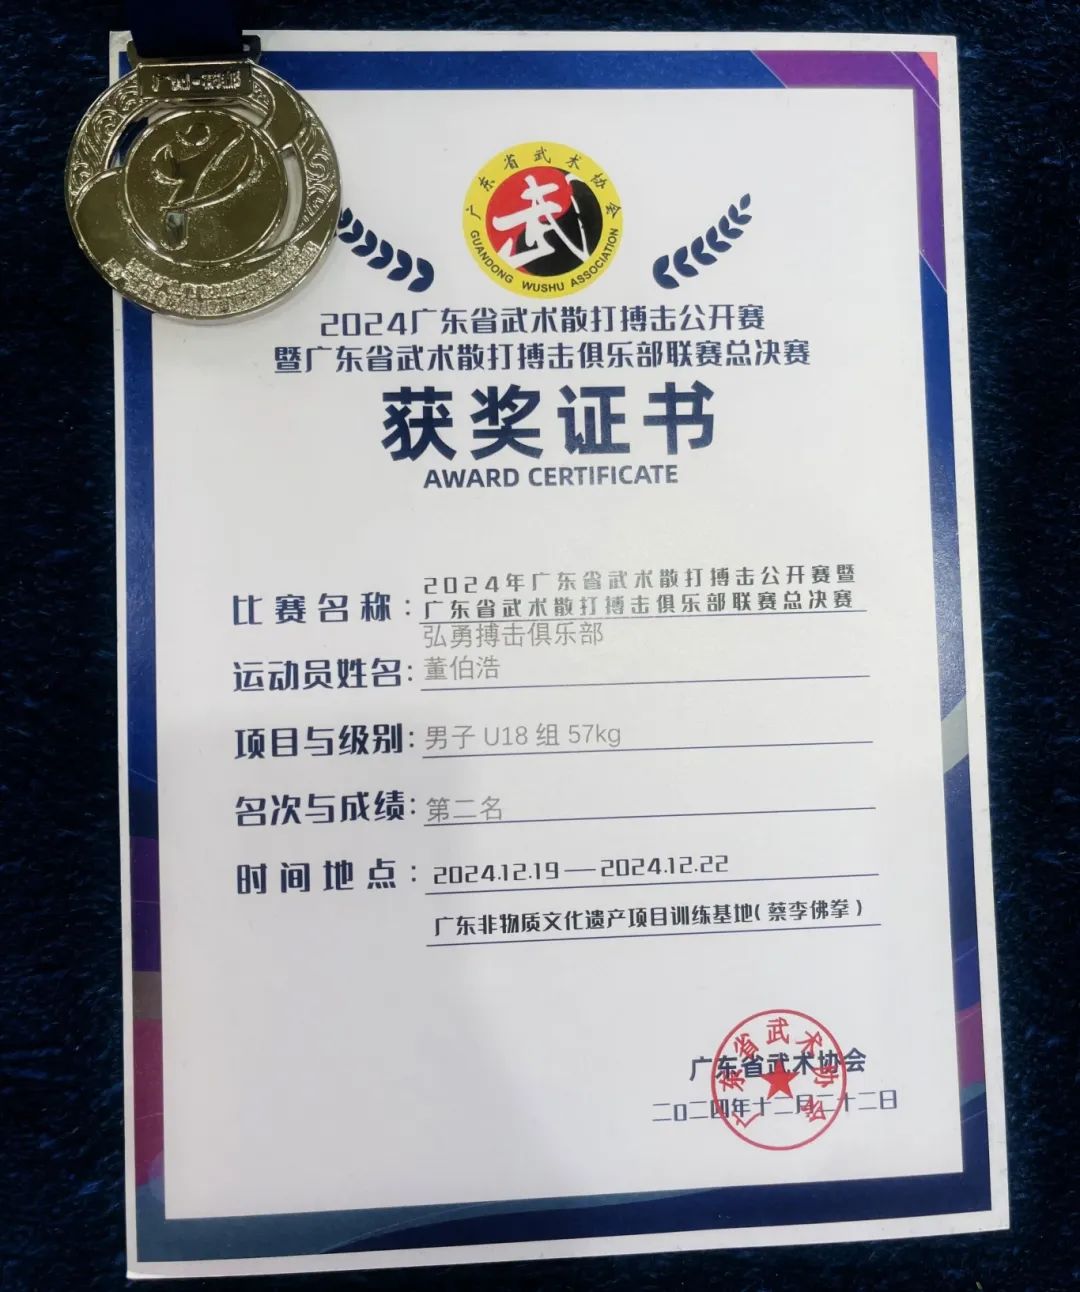 广东省武术协会
GUANDONG WUSHU ASSOCIATION
2024广东省武术散打搏击公开赛
暨广东省武术散打搏击俱乐部联赛总决赛
获奖证书
AWARD CERTIFICATE
比赛名称：2024年广东省武术散打搏击公开赛暨
广东省武术散打搏击俱乐部联赛总决赛
弘勇搏击俱乐部
运动员姓名：董伯浩
项目与级别：男子 U18 组 57kg
名次与成绩：第二名
时间地点：2024.12.19—2024.12.22
广东非物质文化遗产项目训练基地(蔡李佛拳)
广东省武术协会
二〇二四年十二月二十二日
广东省武术协会